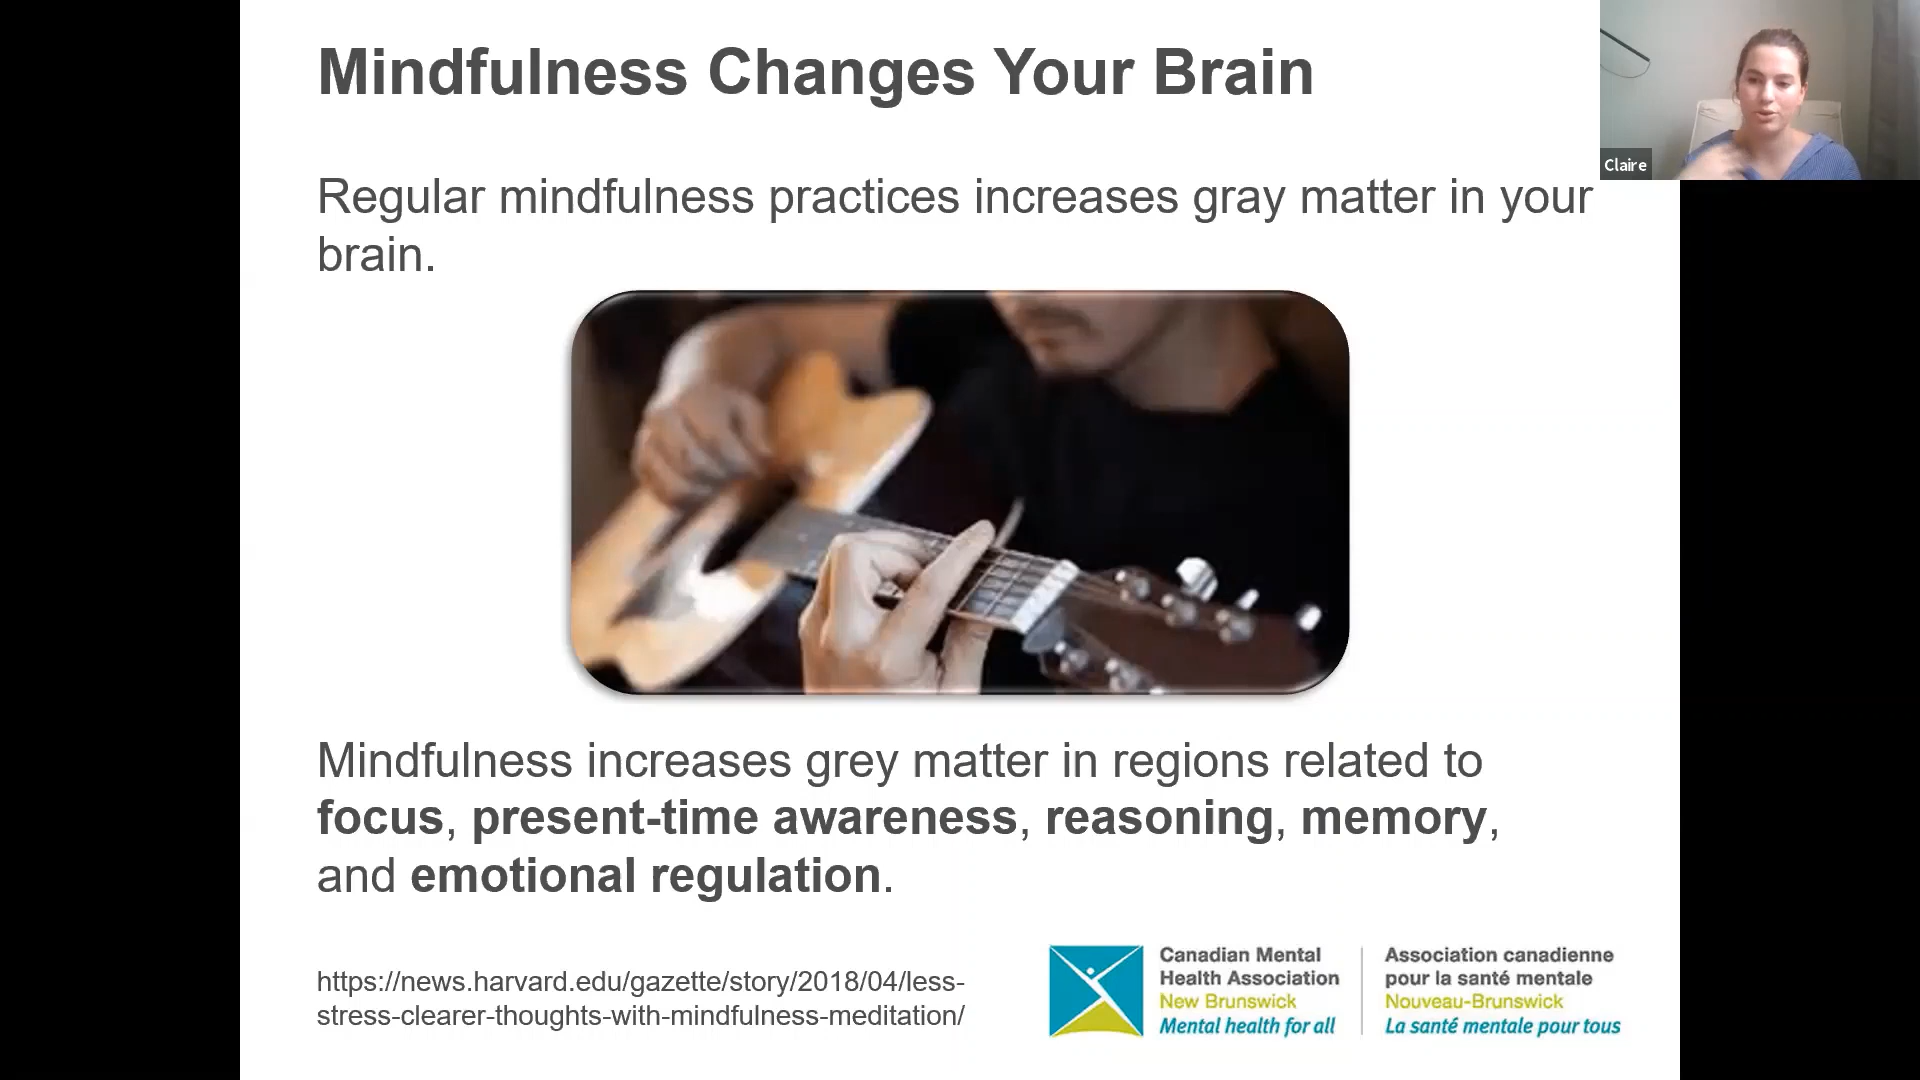 Mindfulness Changes Your Brain
Claire
Regular mindfulness practices increases gray matter in your
brain.
Mindfulness increases grey matter in regions related to
focus, present-time awareness, reasoning, memory,
and emotional regulation.
https://news.harvard.edu/gazette/story/2018/04/less-
stress-clearer-thoughts-with-mindfulness-meditation/
Canadian Mental
Health Association
New Brunswick
Mental health for all
Association canadienne
pour la santé mentale
Nouveau-Brunswick
La santé mentale pour tous